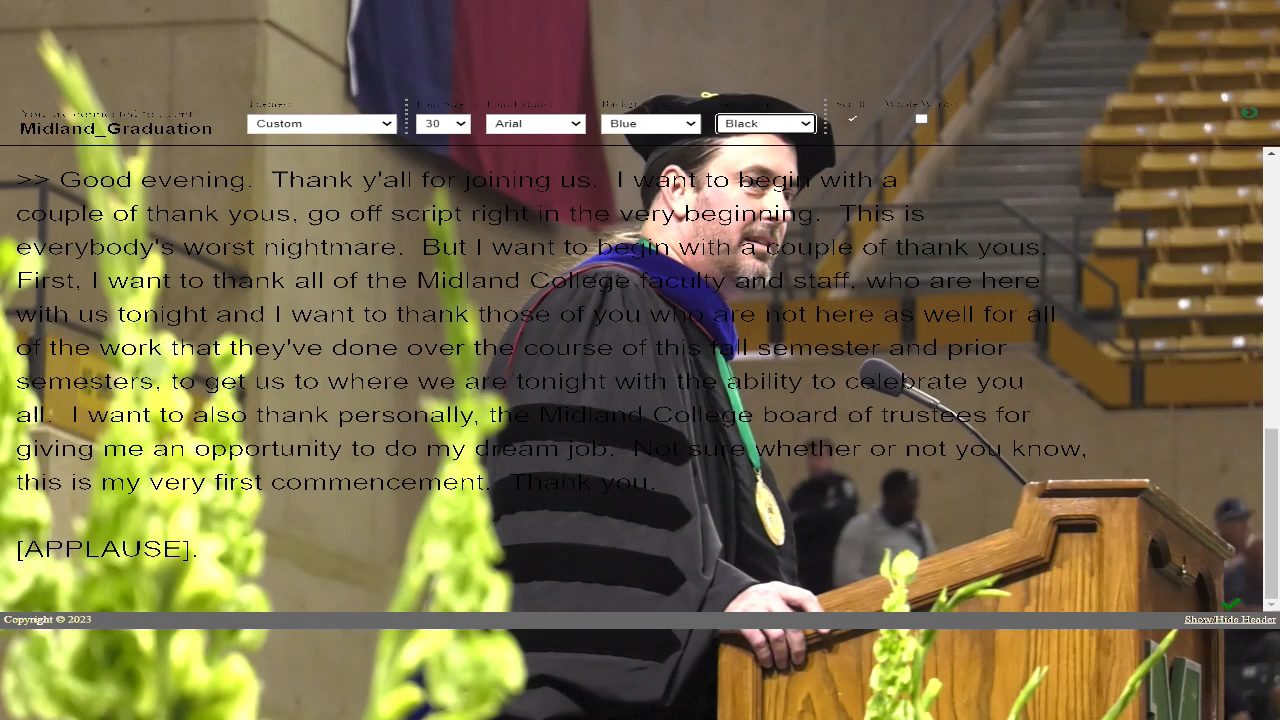 You are connected to event
Midland_Graduation
Custom
30
Arial
Blue
Black
>> Good evening.  Thank y'all for joining us.  I want to begin with a
couple of thank yous, go off script right in the very beginning.  This is
everybody's worst nightmare.  But I want to begin with a couple of thank yous.
First, I want to thank all of the Midland College faculty and staff, who are here
with us tonight and I want to thank those of you who are not here as well for all
of the work that they've done over the course of this fall semester and prior
semesters, to get us to where we are tonight with the ability to celebrate you
all.  I want to also thank personally, the Midland College board of trustees for
giving me an opportunity to do my dream job.  Not sure whether or not you know,
this is my very first commencement.  Thank you.
[APPLAUSE].
Copyright © 2023
Show/Hide Header